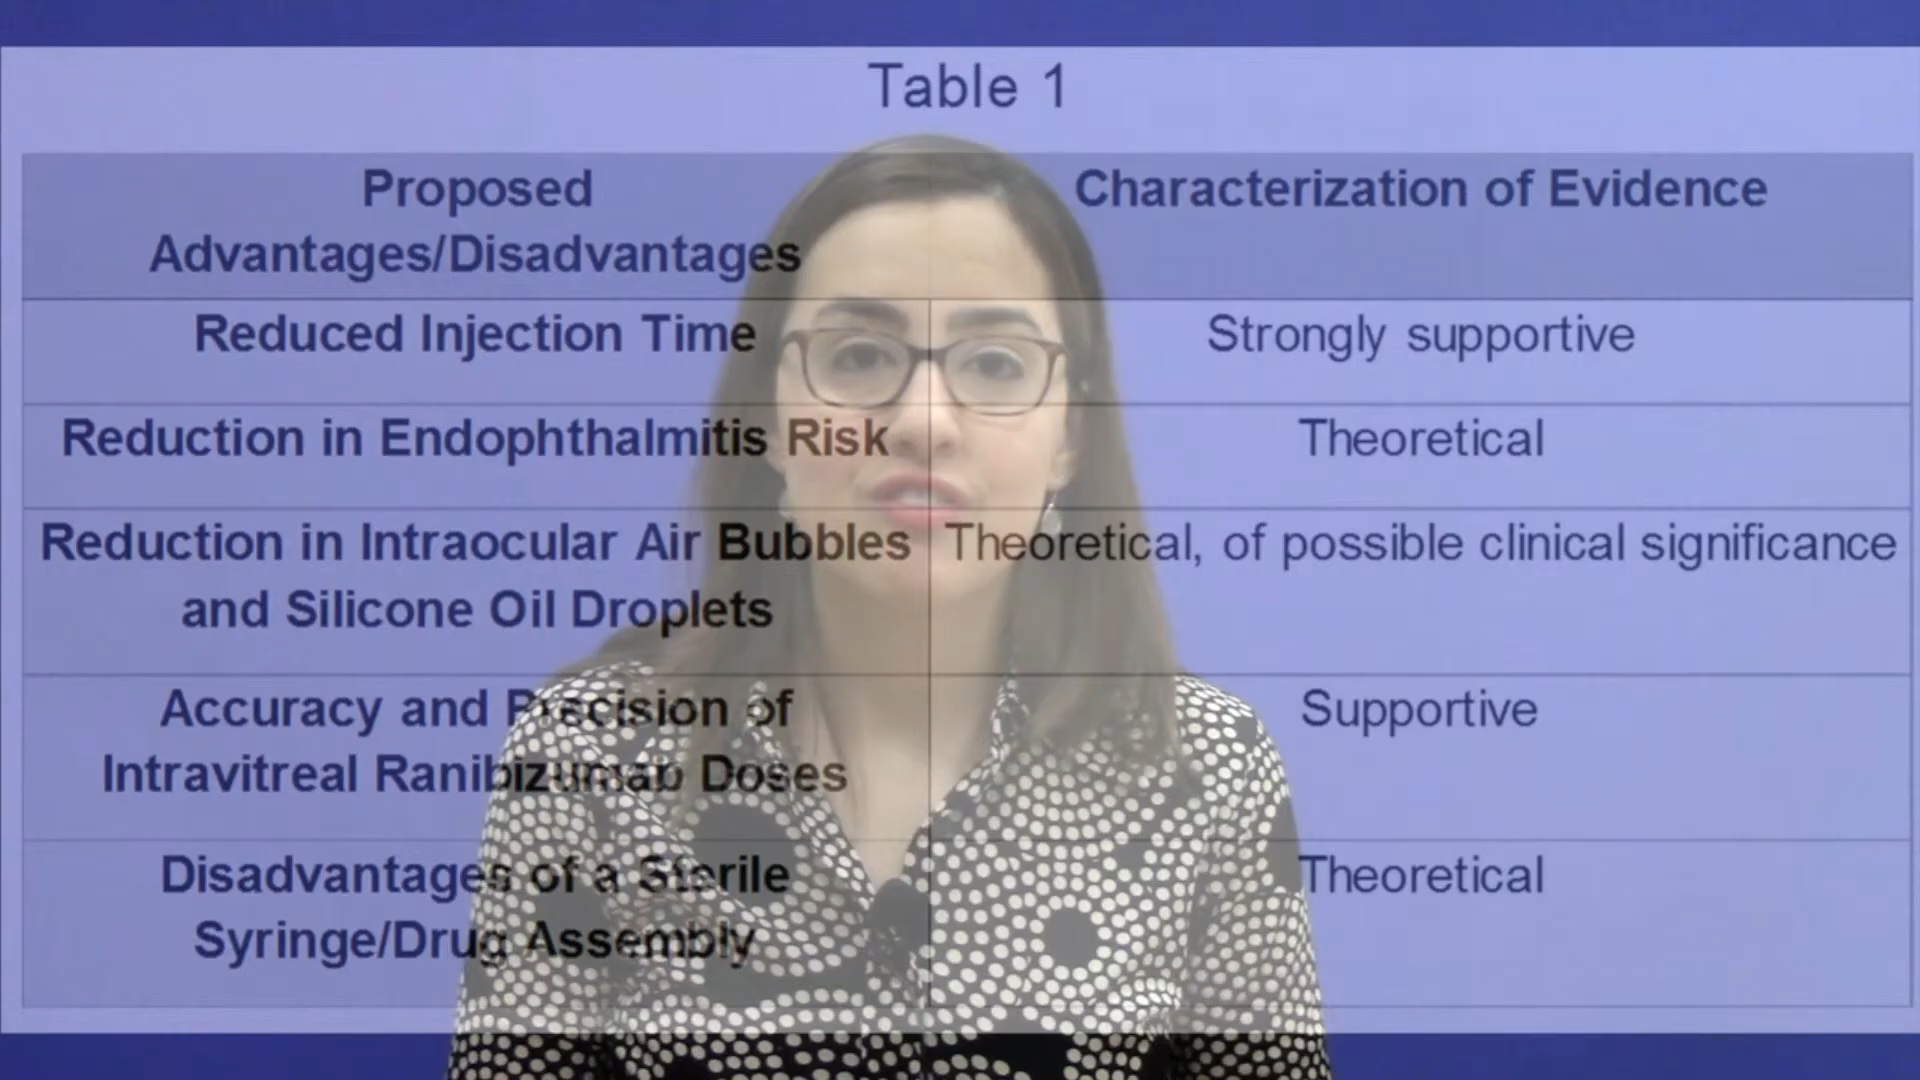 Table 1
Proposed
Advantages/Disadvantages
Characterization of Evidence
Reduced Injection Time
Strongly supportive
Reduction in Endophthalmitis Risk
Theoretical
Reduction in Intraocular Air Bubbles
and Silicone Oil Droplets
Theoretical, of possible clinical significance
Accuracy and Precision of
Intravitreal Ranibizumab Doses
Supportive
Disadvantages of a Sterile
Syringe/Drug Assembly
Theoretical